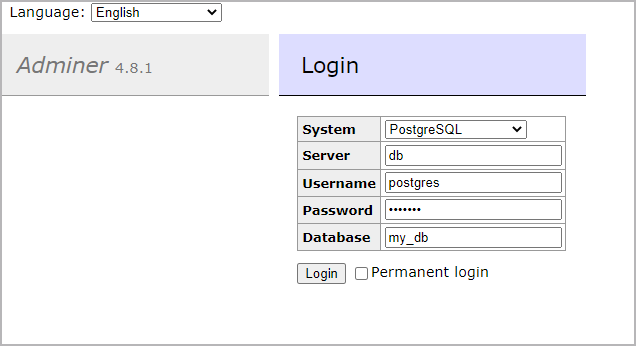 Language: English
Adminer 4.8.1
Login
System PostgreSQL
Server db
Username postgres
Password •••••••
Database my_db
Login Permanent login